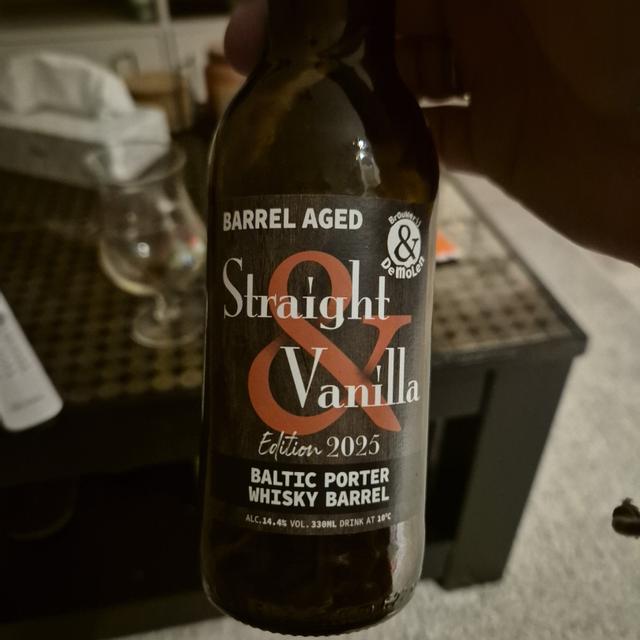 BARREL AGED
Brouwerij
&
De Molen
Straight
&
Vanilla
Edition 2025
BALTIC PORTER
WHISKY BARREL
ALC.14.4% VOL. 330ML DRINK AT 10°C